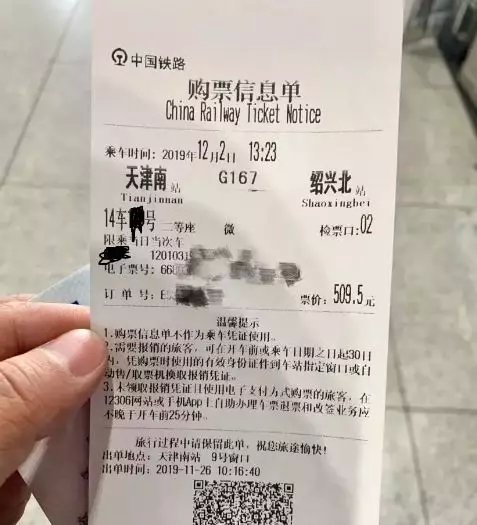 中国铁路
购票信息单
China Railway Ticket Notice
乘车时间: 2019年12月2日 13:23
天津南站 G167 绍兴北站
Tianjinnan Shaoxingbei
14车 号 二等座 微 检票口:02
限乘当日当次车
1201031
电子票号: 66
订单号: E 票价: 509.5元
温馨提示
1.购票信息单不作为乘车凭证使用。
2.需要报销的旅客, 可在开车前或乘车日期之日起30日
内, 凭购票时使用的有效身份证件到车站指定窗口或自
动售/取票机换取报销凭证。
3.未领取报销凭证且使用电子支付方式购票的旅客, 在
12306网站或手机App上自助办理车票退票和改签业务应
不晚于开车前25分钟。
旅行过程中请保留此单, 祝您旅途愉快!
出单地点: 天津南站 9号窗口
出单时间: 2019-11-26 10:16:40